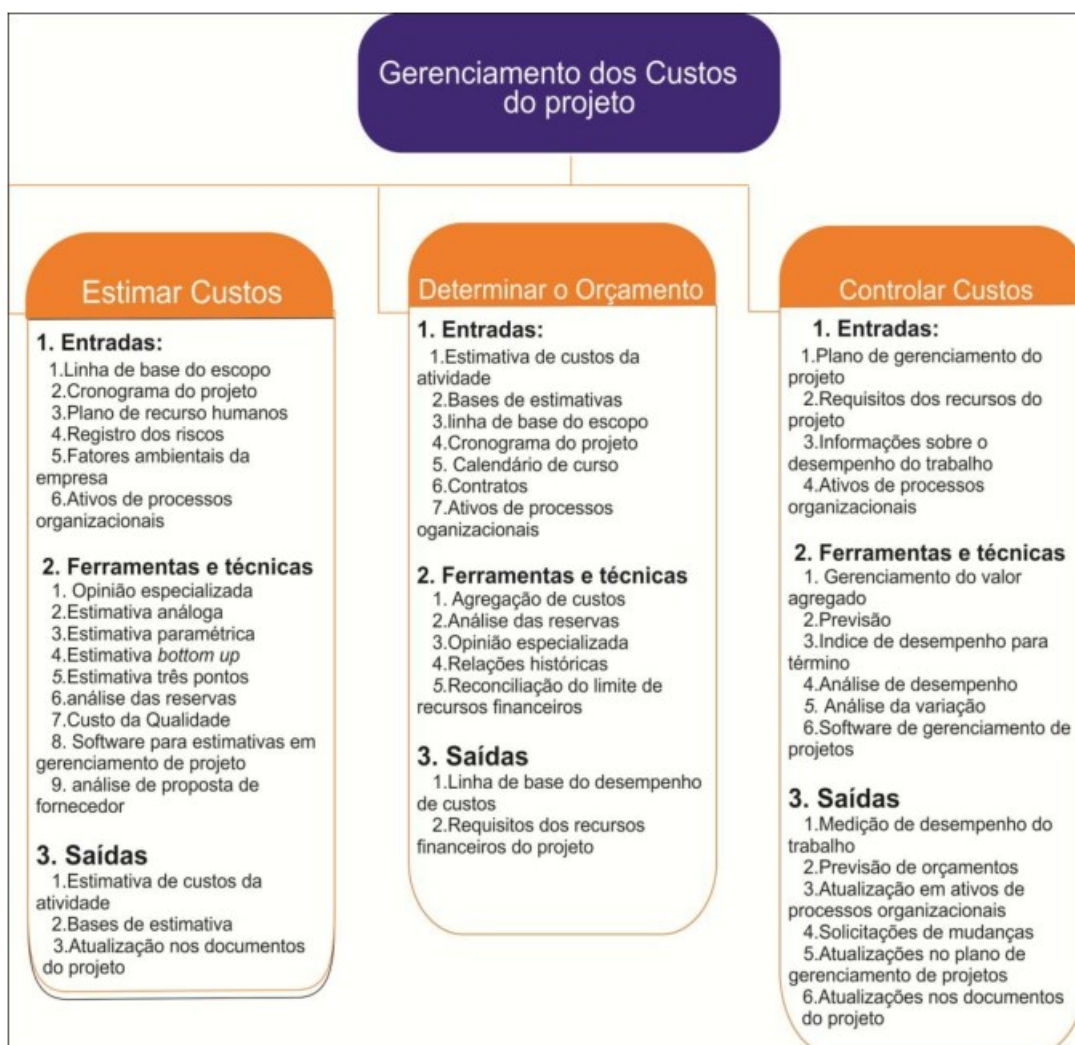 Gerenciamento dos Custos
do projeto
Estimar Custos
1. Entradas:
1.Linha de base do escopo
2.Cronograma do projeto
3.Plano de recurso humanos
4.Registro dos riscos
5.Fatores ambientais da
empresa
6.Ativos de processos
organizacionais
2. Ferramentas e técnicas
1. Opinião especializada
2.Estimativa análoga
3.Estimativa paramétrica
4.Estimativa bottom up
5.Estimativa três pontos
6.análise das reservas
7.Custo da Qualidade
8. Software para estimativas em
gerenciamento de projeto
9. análise de proposta de
fornecedor
3. Saídas
1.Estimativa de custos da
atividade
2.Bases de estimativa
3.Atualização nos documentos
do projeto
Determinar o Orçamento
1. Entradas:
1.Estimativa de custos da
atividade
2.Bases de estimativas
3.linha de base do escopo
4.Cronograma do projeto
5. Calendário de curso
6.Contratos
7.Ativos de processos
oganizacionais
2. Ferramentas e técnicas
1. Agregação de custos
2.Análise das reservas
3.Opinião especializada
4.Relações históricas
5.Reconciliação do limite de
recursos financeiros
3. Saídas
1.Linha de base do desempenho
de custos
2.Requisitos dos recursos
financeiros do projeto
Controlar Custos
1. Entradas:
1.Plano de gerenciamento do
projeto
2.Requisitos dos recursos do
projeto
3.Informações sobre o
desempenho do trabalho
4.Ativos de processos
organizacionais
2. Ferramentas e técnicas
1. Gerenciamento do valor
agregado
2.Previsão
3.Indice de desempenho para
término
4.Análise de desempenho
5. Análise da variação
6.Software de gerenciamento de
projetos
3. Saídas
1.Medição de desempenho do
trabalho
2.Previsão de orçamentos
3.Atualização em ativos de
processos organizacionais
4.Solicitações de mudanças
5.Atualizações no plano de
gerenciamento de projetos
6.Atualizações nos documentos
do projeto